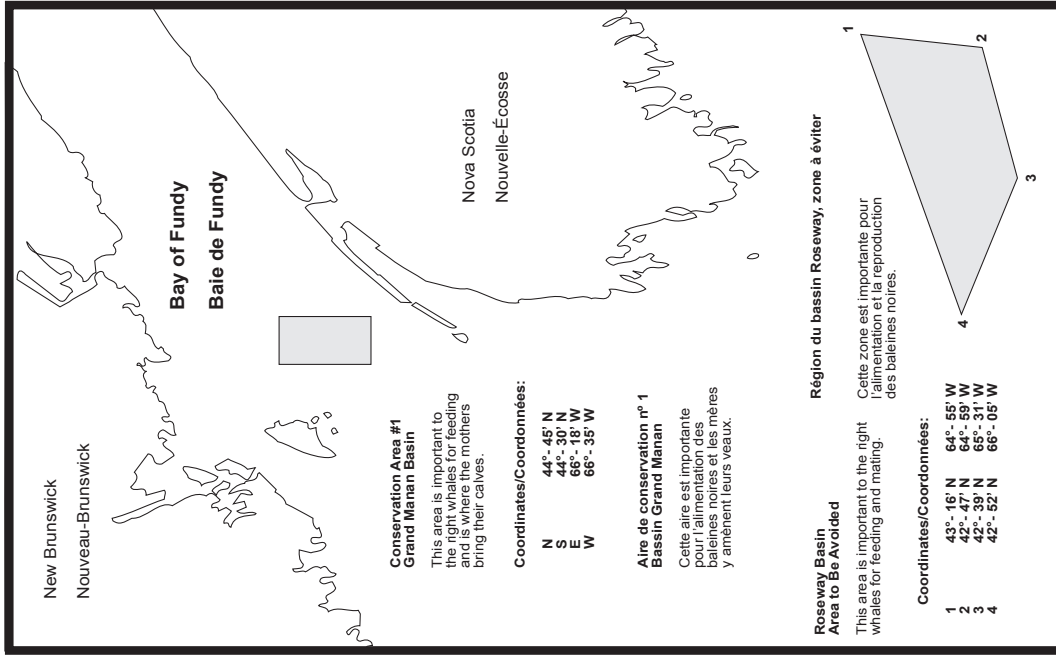 New Brunswick
Nouveau-Brunswick
Bay of Fundy
Baie de Fundy
Nova Scotia
Nouvelle-Écosse
Conservation Area #1
Grand Manan Basin
This area is important to
the right whales for feeding
and is where the mothers
bring their calves.
Coordinates/Coordonnées:
N 44°- 45' N
S 44°- 30' N
E 66°- 18' W
W 66°- 35' W
Aire de conservation nº 1
Bassin Grand Manan
Cette aire est importante
pour l'alimentation des
baleines noires et les mères
y amènent leurs veaux.
Roseway Basin
Area to Be Avoided
This area is important to the right
whales for feeding and mating.
Région du bassin Roseway, zone à éviter
Cette zone est importante pour
l'alimentation et la reproduction
des baleines noires.
Coordinates/Coordonnées:
1 43°- 16' N 64°- 55' W
2 42°- 47' N 64°- 59' W
3 42°- 39' N 65°- 31' W
4 42°- 52' N 66°- 05' W
1
2
3
4